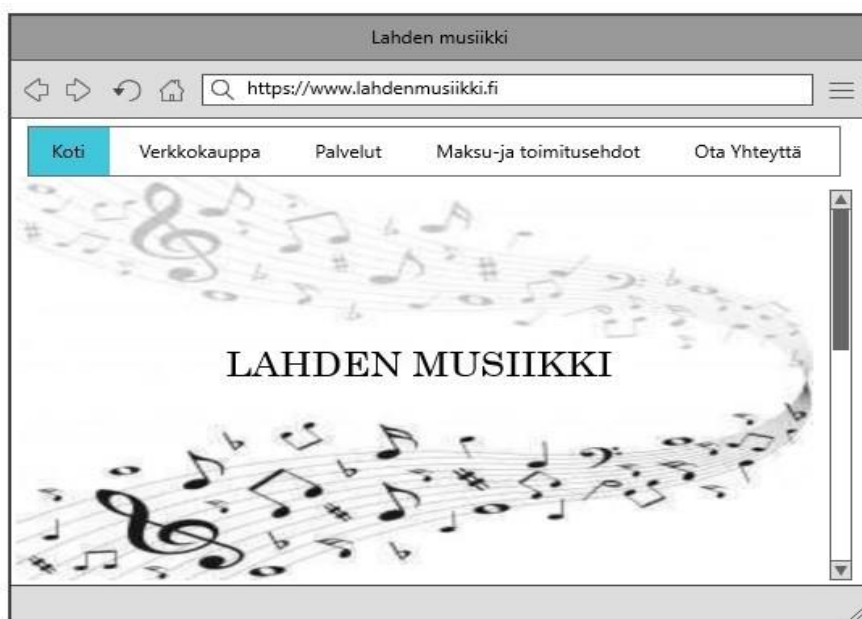 Lahden musiikki
https://www.lahdenmusiikki.fi
Koti Verkkokauppa Palvelut Maksu-ja toimitusehdot Ota Yhteyttä
LAHDEN MUSIIKKI